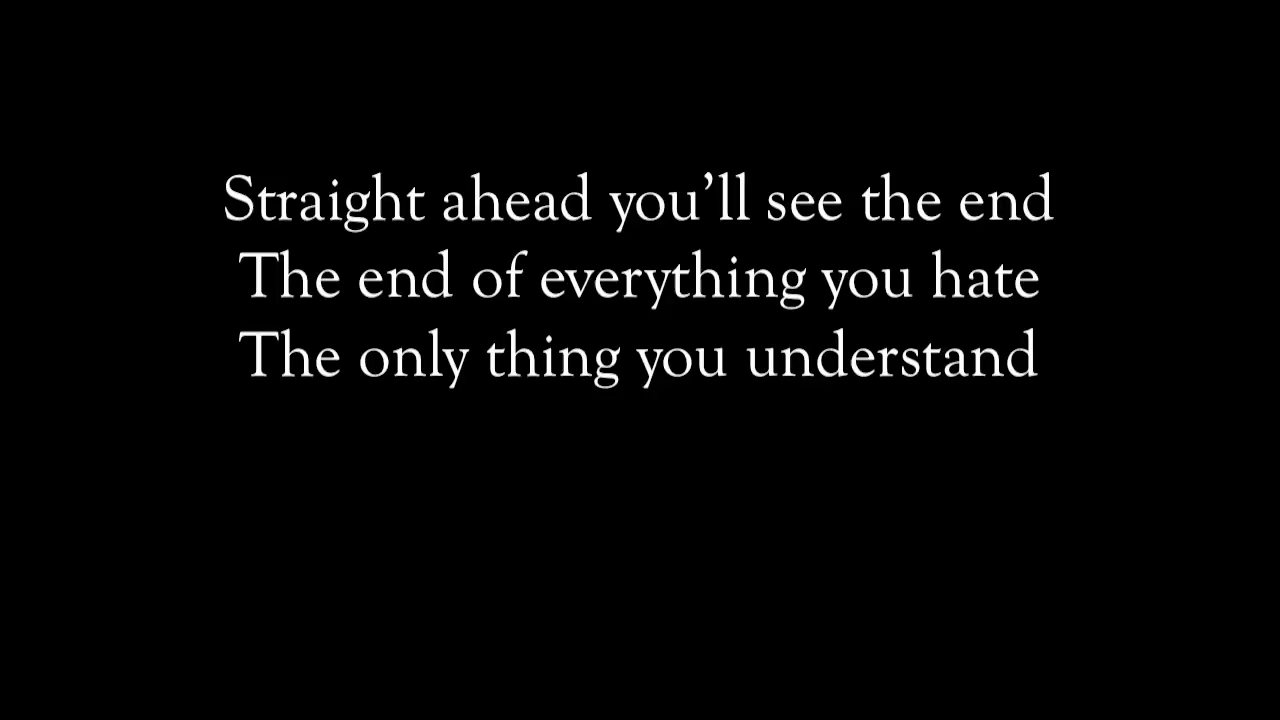 Straight ahead you’ll see the end
The end of everything you hate
The only thing you understand